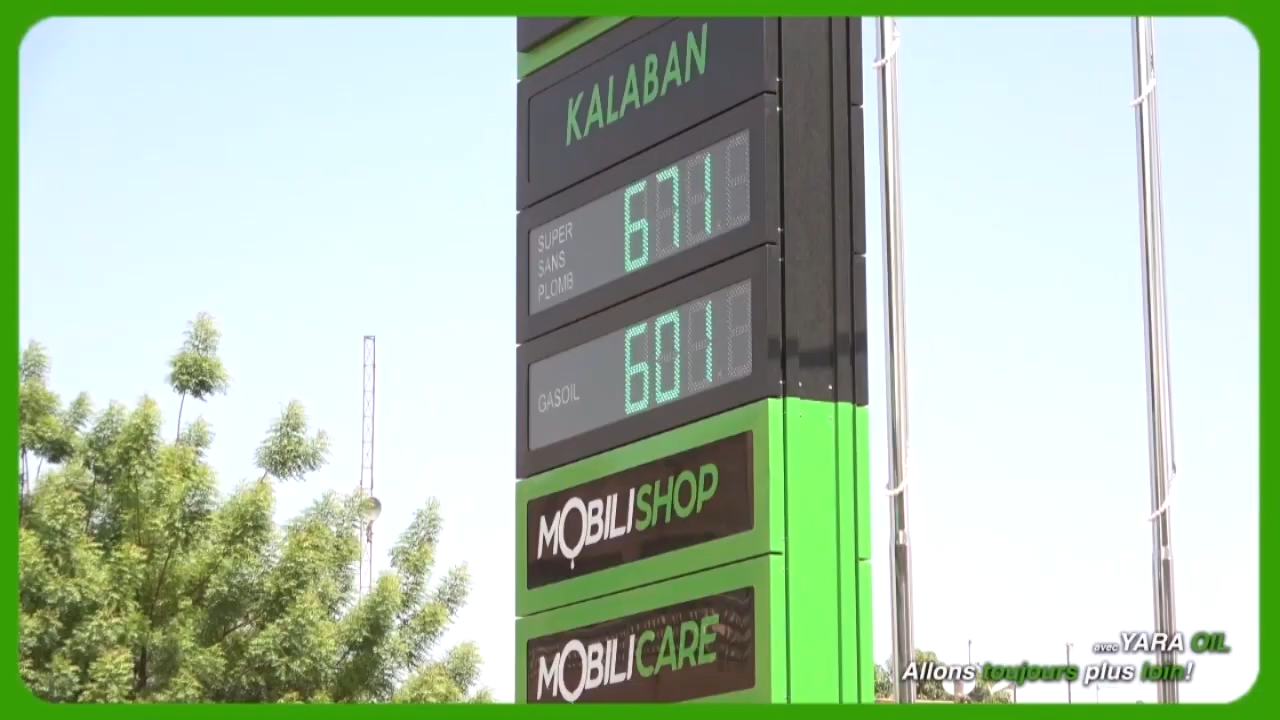 KALABAN
SUPER
SANS
PLOMB
671
GASOIL
601
MOBILISHOP
MOBILICARE
avec YARA OIL
Allons toujours plus loin!